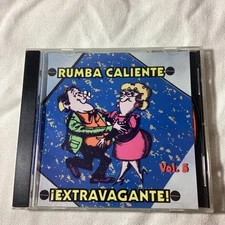 RUMBA CALIENTE
Vol. 5
¡EXTRAVAGANTE!